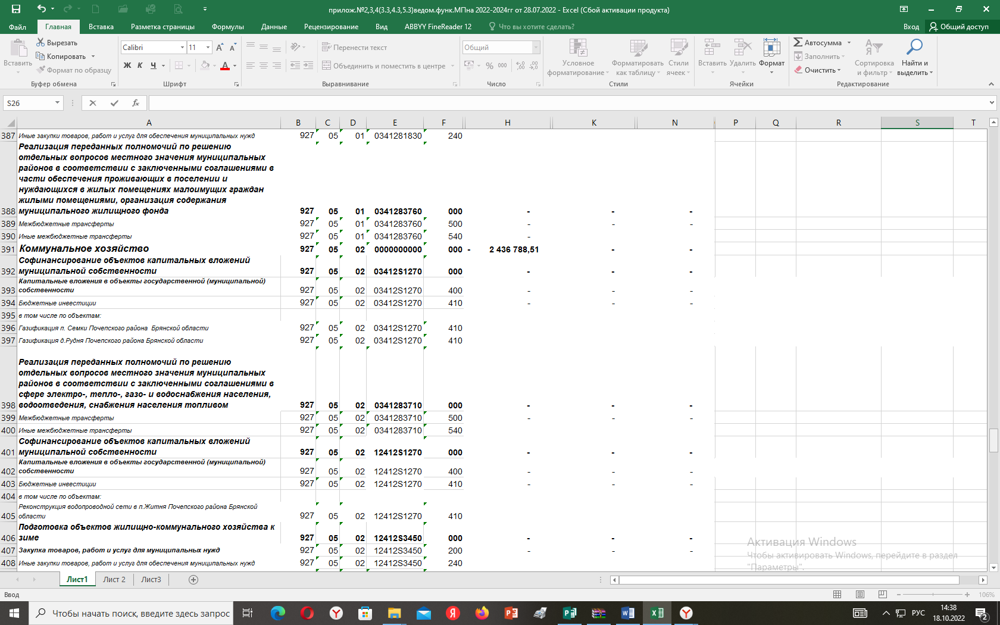 прилож.№2,3,4(3.3,4.3,5.3)ведом.функ.МПна 2022-2024гг от 28.07.2022 - Excel (Сбой активации продукта)
Файл Главная Вставка Разметка страницы Формулы Данные Рецензирование Вид ABBYY FineReader 12 Что вы хотите сделать? Вход Общий доступ
Вставить Вырезать Копировать Формат по образцу Буфер обмена
Calibri 11 Ж К Ч А Шрифт
Перенести текст Объединить и поместить в центре Выравнивание
Общий % 000 Число
Условное форматирование Форматировать как таблицу Стили ячеек Стили
Вставить Удалить Формат Ячейки
Автосумма Заполнить Очистить Сортировка и фильтр Найти и выделить Редактирование
S26 fx
A B C D E F H K N P Q R S T
387 Иные закупки товаров, работ и услуг для обеспечения муниципальных нужд 927 05 01 0341281830 240
Реализация переданных полномочий по решению
отдельных вопросов местного значения муниципальных
районов в соответствии с заключенными соглашениями в
части обеспечения проживающих в поселении и
нуждающихся в жилых помещениях малоимущих граждан
жилыми помещениями, организация содержания
388 муниципального жилищного фонда 927 05 01 0341283760 000 - - -
389 Межбюджетные трансферты 927 05 01 0341283760 500 - - -
390 Иные межбюджетные трансферты 927 05 01 0341283760 540 -
391 Коммунальное хозяйство 927 05 02 0000000000 000 - 2 436 788,51 - -
Софинансирование объектов капитальных вложений
392 муниципальной собственности 927 05 02 03412S1270 000 - - -
Капитальные вложения в объекты государственной (муниципальной)
393 собственности 927 05 02 03412S1270 400 - - -
394 Бюджетные инвестиции 927 05 02 03412S1270 410 - - -
395 в том числе по объектам:
396 Газификация п. Семки Почепского района Брянской области 927 05 02 03412S1270 410
397 Газификация д.Рудня Почепского района Брянской области 927 05 02 03412S1270 410
Реализация переданных полномочий по решению
отдельных вопросов местного значения муниципальных
районов в соответствии с заключенными соглашениями в
сфере электро-, тепло-, газо- и водоснабжения населения,
398 водоотведения, снабжения населения топливом 927 05 02 0341283710 000 - - -
399 Межбюджетные трансферты 927 05 02 0341283710 500 - - -
400 Иные межбюджетные трансферты 927 05 02 0341283710 540
Софинансирование объектов капитальных вложений
401 муниципальной собственности 927 05 02 12412S1270 000 - - -
Капитальные вложения в объекты государственной (муниципальной)
402 собственности 927 05 02 12412S1270 400 - - -
403 Бюджетные инвестиции 927 05 02 12412S1270 410 - - -
404 в том числе по объектам:
Реконструкция водопроводной сети в п.Житня Почепского района Брянской
405 области 927 05 02 12412S1270 410
Подготовка объектов жилищно-коммунального хозяйства к
406 зиме 927 05 02 12412S3450 000 - - -
407 Закупка товаров, работ и услуг для муниципальных нужд 927 05 02 12412S3450 200 - - -
408 Иные закупки товаров, работ и услуг для обеспечения муниципальных нужд 927 05 02 12412S3450 240
Активация Windows
Чтобы активировать Windows, перейдите в раздел
"Параметры".
Лист1 Лист 2 Лист3
Ввод 106%
Чтобы начать поиск, введите здесь запрос РУС 14:38
18.10.2022 2